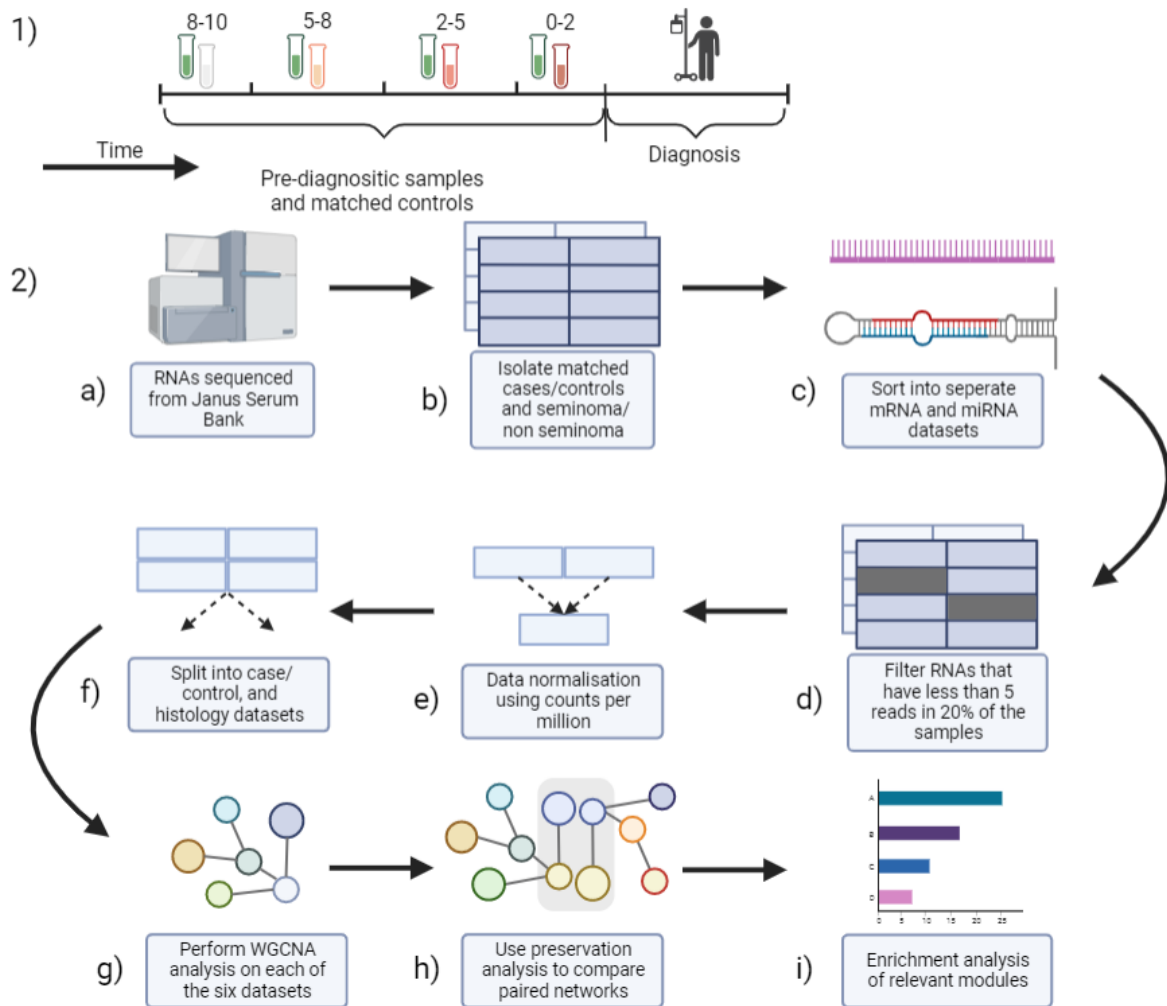 1)
8-10
5-8
2-5
0-2
Time
Diagnosis
Pre-diagnositic samples
and matched controls
2)
a)
RNAs sequenced
from Janus Serum
Bank
b)
Isolate matched
cases/controls
and seminoma/
non seminoma
c)
Sort into seperate
mRNA and miRNA
datasets
d)
Filter RNAs that
have less than 5
reads in 20% of the
samples
e)
Data normalisation
using counts per
million
f)
Split into case/
control, and
histology datasets
g)
Perform WGCNA
analysis on each of
the six datasets
h)
Use preservation
analysis to compare
paired networks
A
B
C
D
0 5 10 15 20 25
i)
Enrichment analysis
of relevant modules